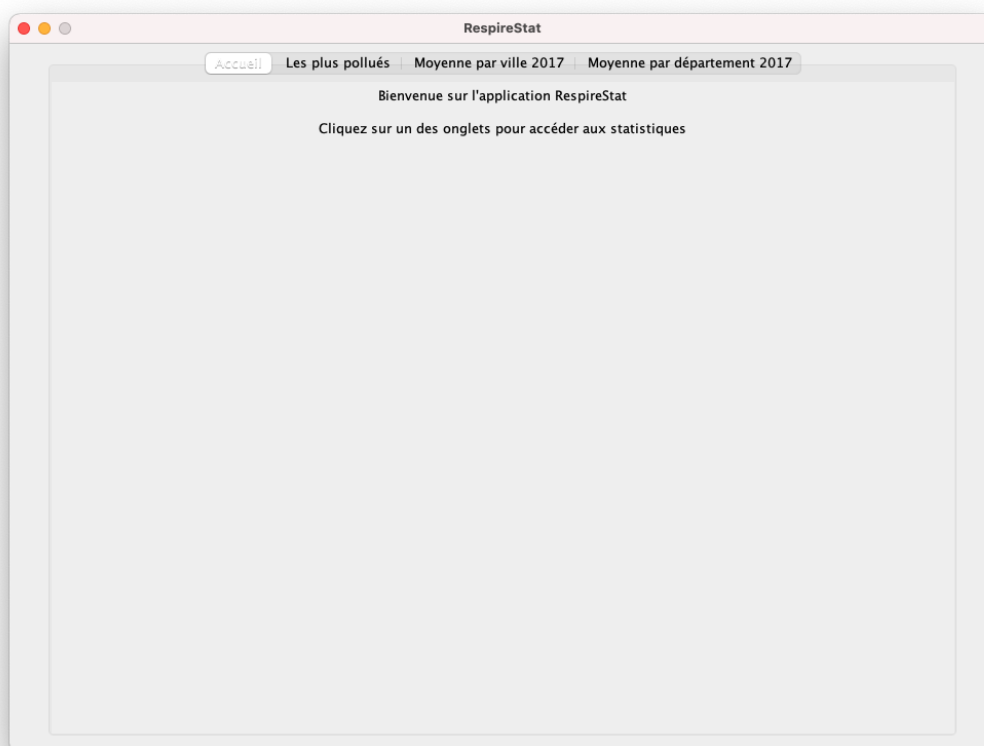 RespireStat
Accueil Les plus pollués Moyenne par ville 2017 Moyenne par département 2017
Bienvenue sur l'application RespireStat
Cliquez sur un des onglets pour accéder aux statistiques